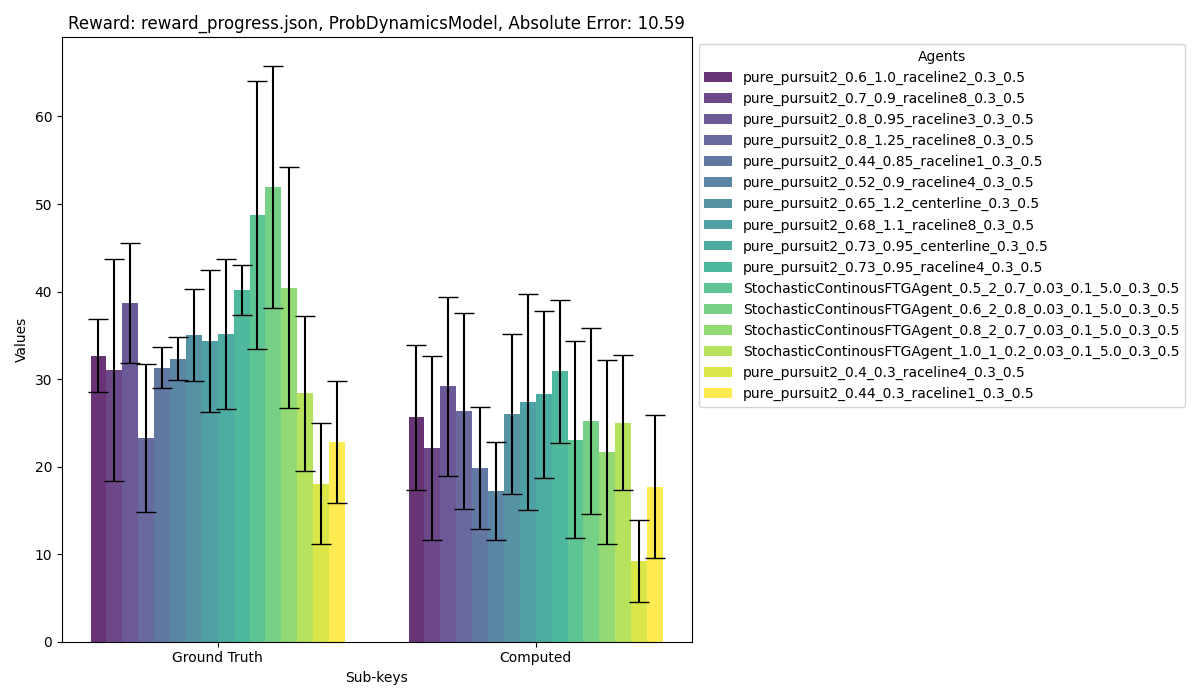 Reward: reward_progress.json, ProbDynamicsModel, Absolute Error: 10.59
Values
60
50
40
30
20
10
0
Ground Truth
Computed
Sub-keys
Agents
pure_pursuit2_0.6_1.0_raceline2_0.3_0.5
pure_pursuit2_0.7_0.9_raceline8_0.3_0.5
pure_pursuit2_0.8_0.95_raceline3_0.3_0.5
pure_pursuit2_0.8_1.25_raceline8_0.3_0.5
pure_pursuit2_0.44_0.85_raceline1_0.3_0.5
pure_pursuit2_0.52_0.9_raceline4_0.3_0.5
pure_pursuit2_0.65_1.2_centerline_0.3_0.5
pure_pursuit2_0.68_1.1_raceline8_0.3_0.5
pure_pursuit2_0.73_0.95_centerline_0.3_0.5
pure_pursuit2_0.73_0.95_raceline4_0.3_0.5
StochasticContinousFTGAgent_0.5_2_0.7_0.03_0.1_5.0_0.3_0.5
StochasticContinousFTGAgent_0.6_2_0.8_0.03_0.1_5.0_0.3_0.5
StochasticContinousFTGAgent_0.8_2_0.7_0.03_0.1_5.0_0.3_0.5
StochasticContinousFTGAgent_1.0_1_0.2_0.03_0.1_5.0_0.3_0.5
pure_pursuit2_0.4_0.3_raceline4_0.3_0.5
pure_pursuit2_0.44_0.3_raceline1_0.3_0.5